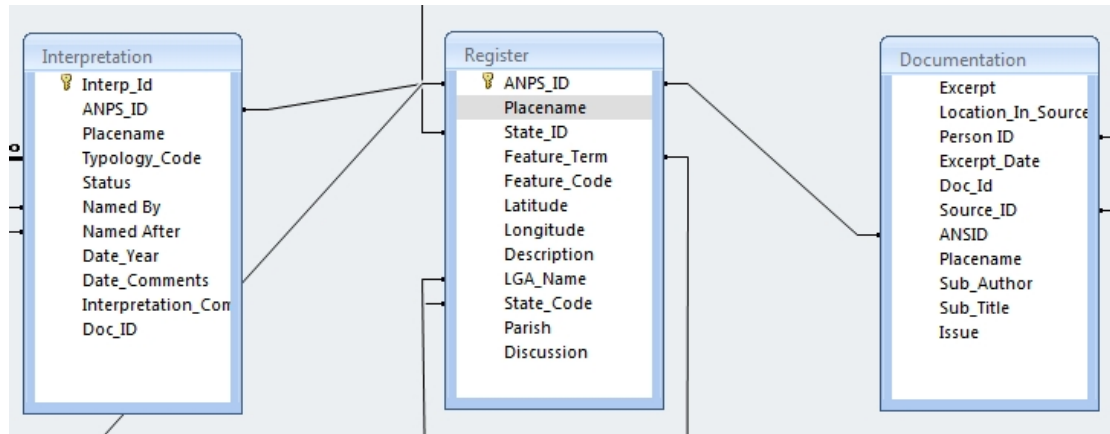 Interpretation
Interp_Id
ANPS_ID
Placename
Typology_Code
Status
Named By
Named After
Date_Year
Date_Comments
Interpretation_Com
Doc_ID
Register
ANPS_ID
Placename
State_ID
Feature_Term
Feature_Code
Latitude
Longitude
Description
LGA_Name
State_Code
Parish
Discussion
Documentation
Excerpt
Location_In_Source
Person ID
Excerpt_Date
Doc_Id
Source_ID
ANSID
Placename
Sub_Author
Sub_Title
Issue